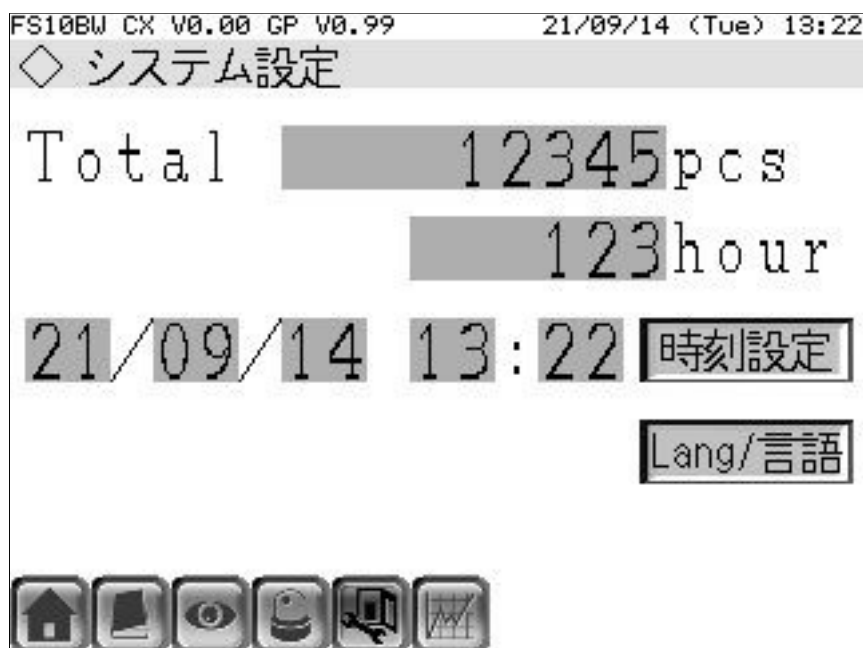 FS10BW CX V0.00 GP V0.99 21/09/14 (Tue) 13:22
◇ システム設定
Total 12345pcs
123hour
21/09/14 13:22 時刻設定
Lang/言語